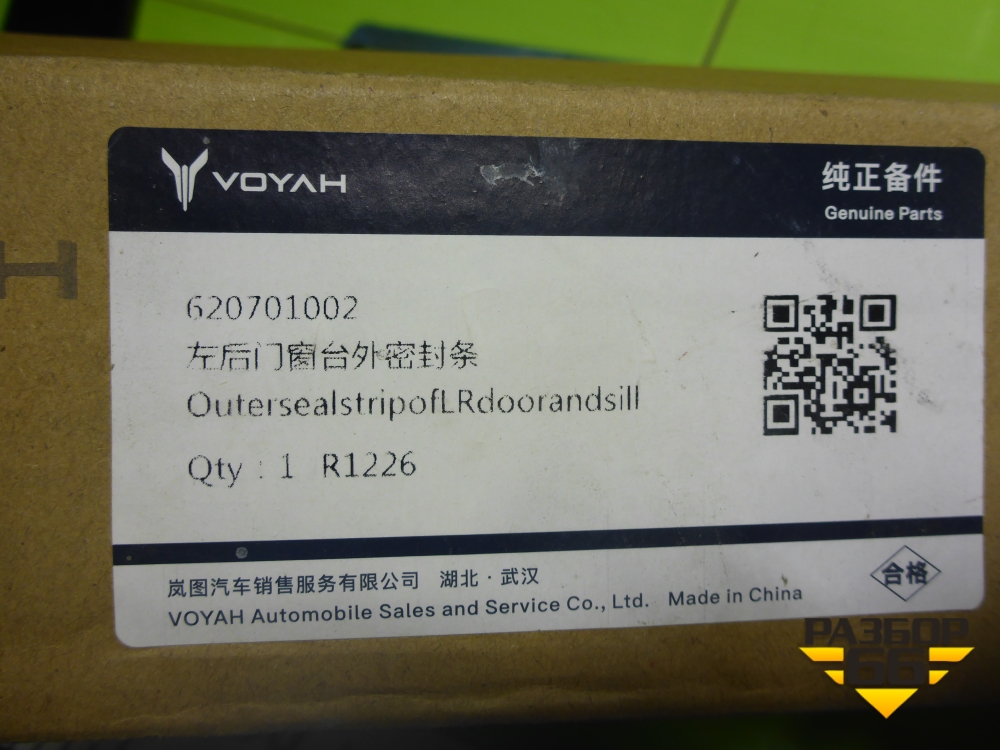 VOYAH
纯正备件
Genuine Parts
620701002
左后门窗台外密封条
OutersealstripofLRdoorandsill
Qty : 1 R1226
岚图汽车销售服务有限公司 湖北 · 武汉
VOYAH Automobile Sales and Service Co., Ltd. Made in China
合格
H
РАЗБОР
66